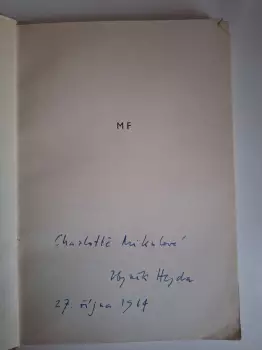 MF
Charlottě Mikulové
Zbyněk Hejda
27. října 1964